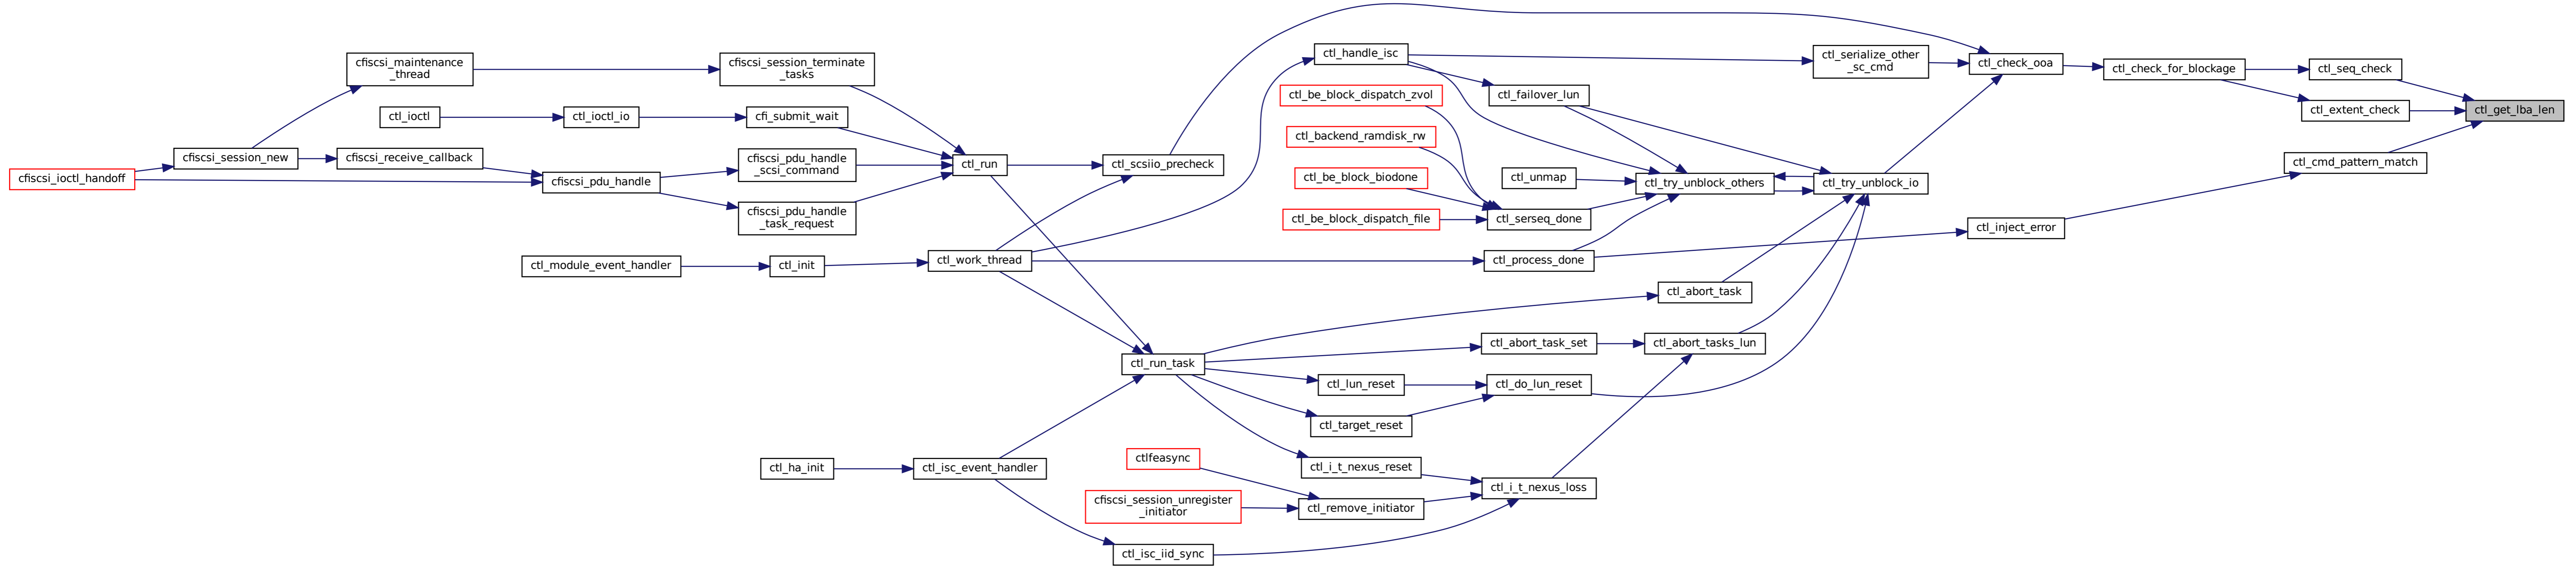 ctl_handle_isc
ctl_serialize_other
_sc_cmd
ctl_check_ooa
cfiscsi_maintenance
_thread
cfiscsi_session_terminate
_tasks
ctl_check_for_blockage
ctl_seq_check
ctl_be_block_dispatch_zvol
ctl_failover_lun
ctl_extent_check
ctl_get_lba_len
ctl_ioctl
ctl_ioctl_io
cfi_submit_wait
ctl_backend_ramdisk_rw
cfiscsi_session_new
cfiscsi_receive_callback
cfiscsi_pdu_handle
_scsi_command
ctl_run
ctl_scsiio_precheck
ctl_cmd_pattern_match
cfiscsi_ioctl_handoff
cfiscsi_pdu_handle
ctl_be_block_biodone
ctl_unmap
ctl_try_unblock_others
ctl_try_unblock_io
cfiscsi_pdu_handle
_task_request
ctl_be_block_dispatch_file
ctl_serseq_done
ctl_inject_error
ctl_module_event_handler
ctl_init
ctl_work_thread
ctl_process_done
ctl_abort_task
ctl_abort_task_set
ctl_abort_tasks_lun
ctl_run_task
ctl_lun_reset
ctl_do_lun_reset
ctl_target_reset
ctl_ha_init
ctl_isc_event_handler
ctlfeasync
ctl_i_t_nexus_reset
ctl_i_t_nexus_loss
cfiscsi_session_unregister
_initiator
ctl_remove_initiator
ctl_isc_iid_sync